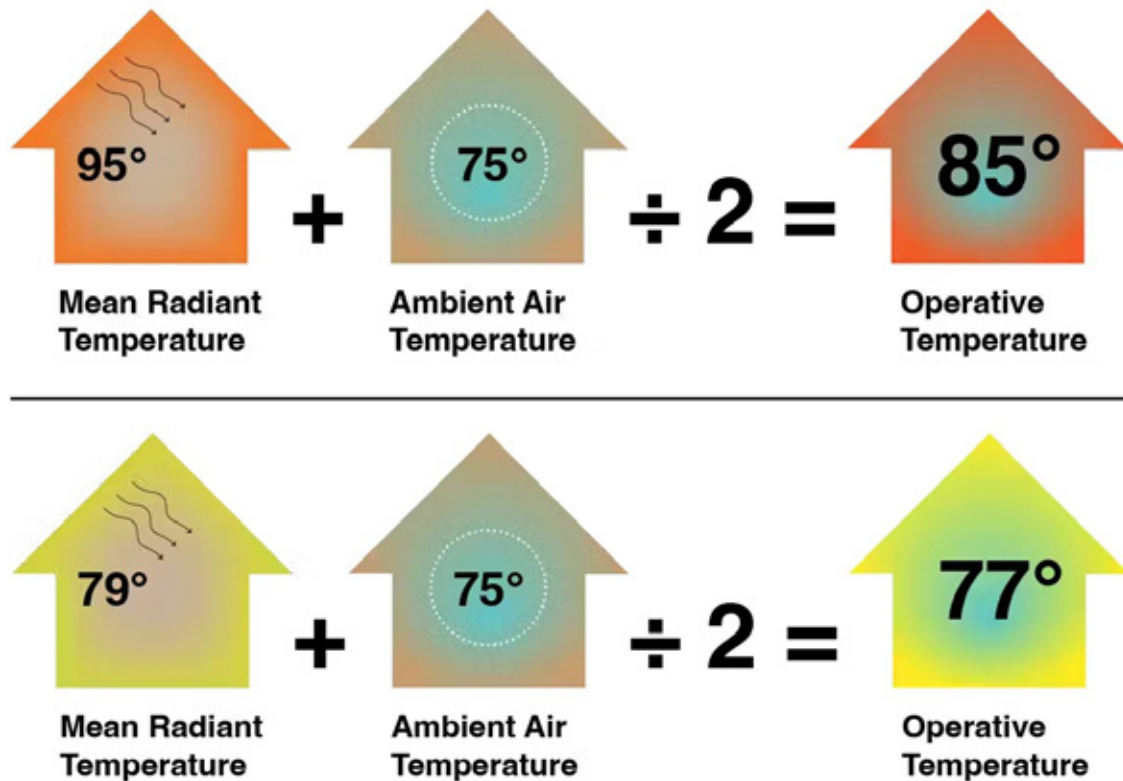 95° + 75° ÷ 2 = 85°
Mean Radiant
Temperature
Ambient Air
Temperature
Operative
Temperature
79° + 75° ÷ 2 = 77°
Mean Radiant
Temperature
Ambient Air
Temperature
Operative
Temperature